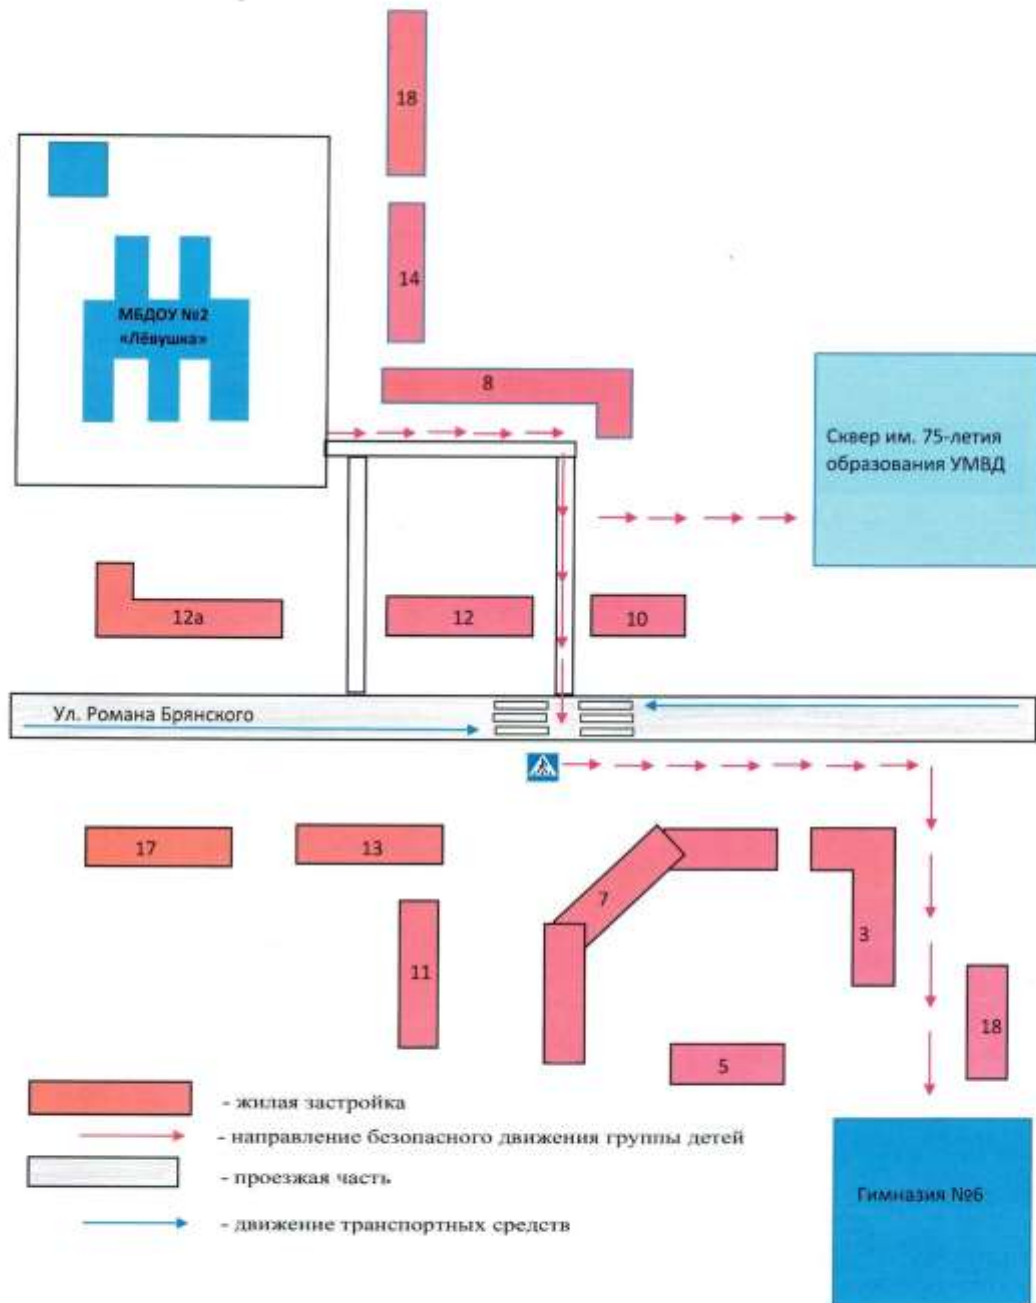 18
14
МБДОУ №2
«Лёвушка»
8
Сквер им. 75-летия
образования УМВД
12а
12
10
Ул. Романа Брянского
17
13
7
3
11
18
5
- жилая застройка
- направление безопасного движения группы детей
- проезжая часть
- движение транспортных средств
Гимназия №6